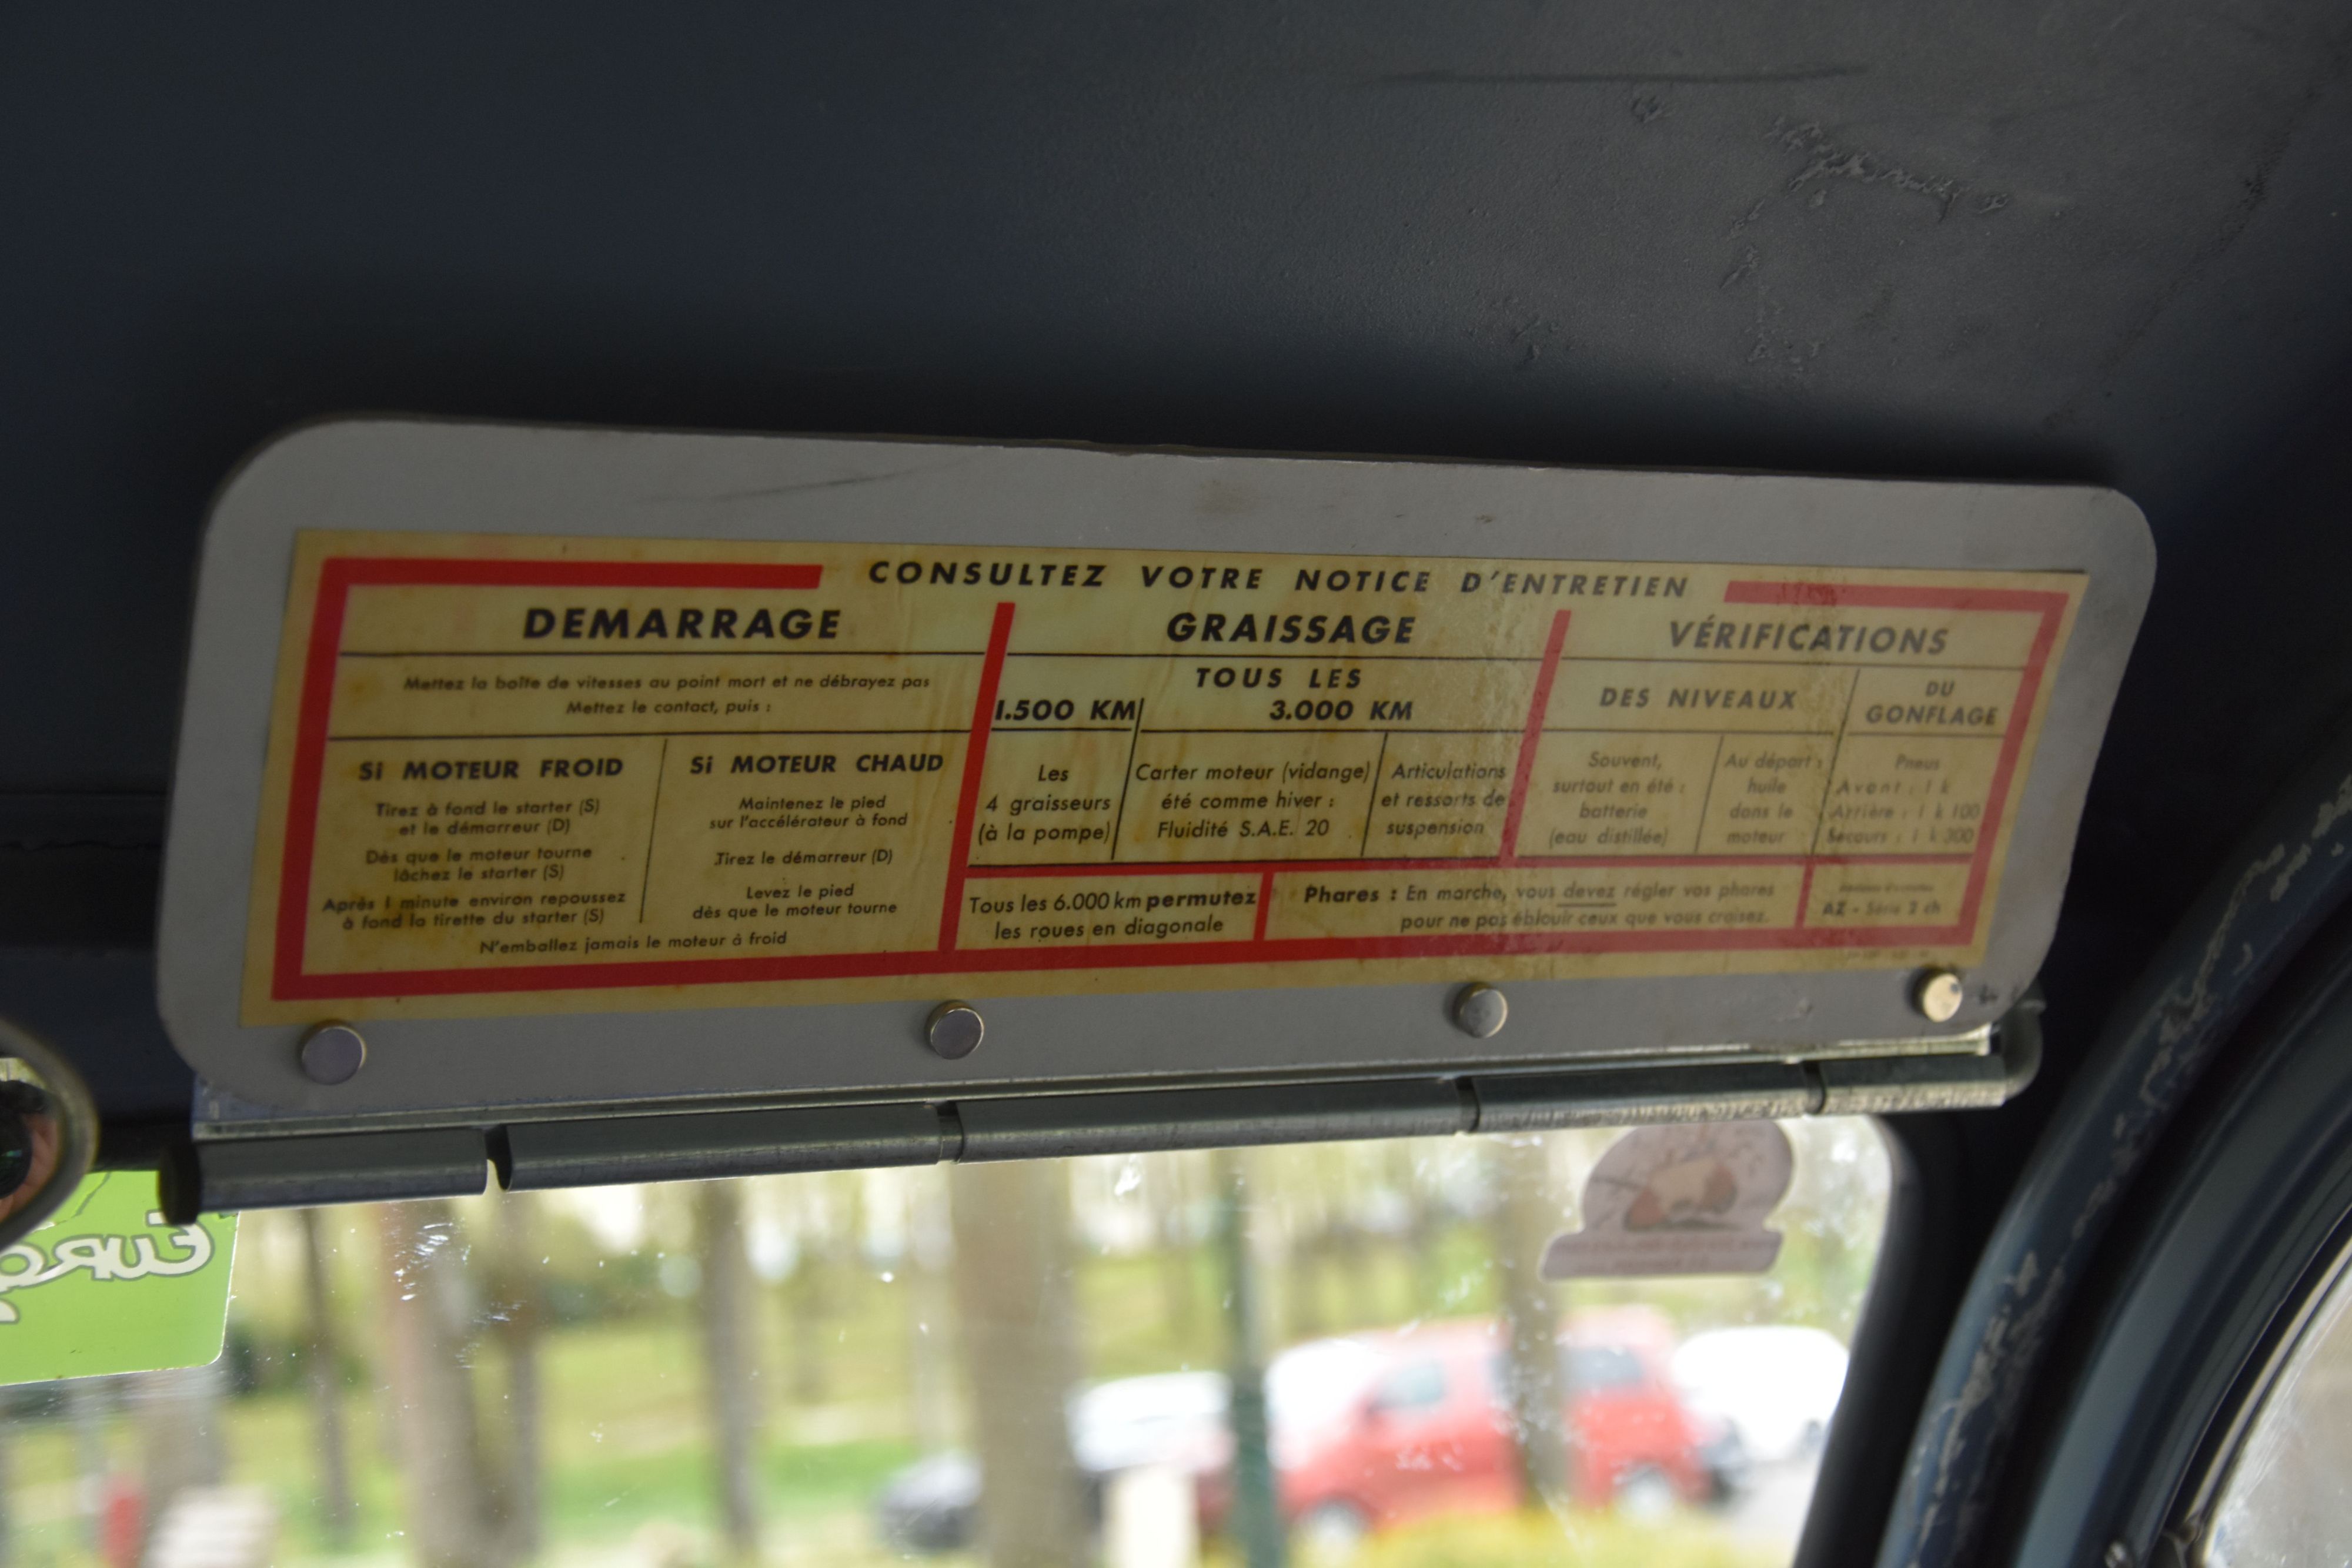 CONSULTEZ VOTRE NOTICE D'ENTRETIEN
DEMARRAGE
Mettez la boîte de vitesses au point mort et ne débrayez pas
Mettez le contact, puis :
Si MOTEUR FROID
Tirez à fond le starter (S)
et le démarreur (D)
Dès que le moteur tourne
lâchez le starter (S)
Après 1 minute environ repoussez
à fond la tirette du starter (S)
Si MOTEUR CHAUD
Maintenez le pied
sur l'accélérateur à fond
Tirez le démarreur (D)
Levez le pied
dès que le moteur tourne
N'emballez jamais le moteur à froid
GRAISSAGE
TOUS LES
1.500 KM
3.000 KM
Les
4 graisseurs
(à la pompe)
Carter moteur (vidange)
été comme hiver :
Fluidité S.A.E. 20
Articulations
et ressorts de
suspension
VÉRIFICATIONS
DES NIVEAUX
Souvent,
surtout en été :
batterie
(eau distillée)
Au départ :
huile
dans le
moteur
DU
GONFLAGE
Pneus
Avant : 1 k
Arrière : 1 k 100
Secours : 1 k 300
Tous les 6.000 km permutez
les roues en diagonale
Phares : En marche, vous devez régler vos phares
pour ne pas éblouir ceux que vous croisez.
AZ - Série 2 ch